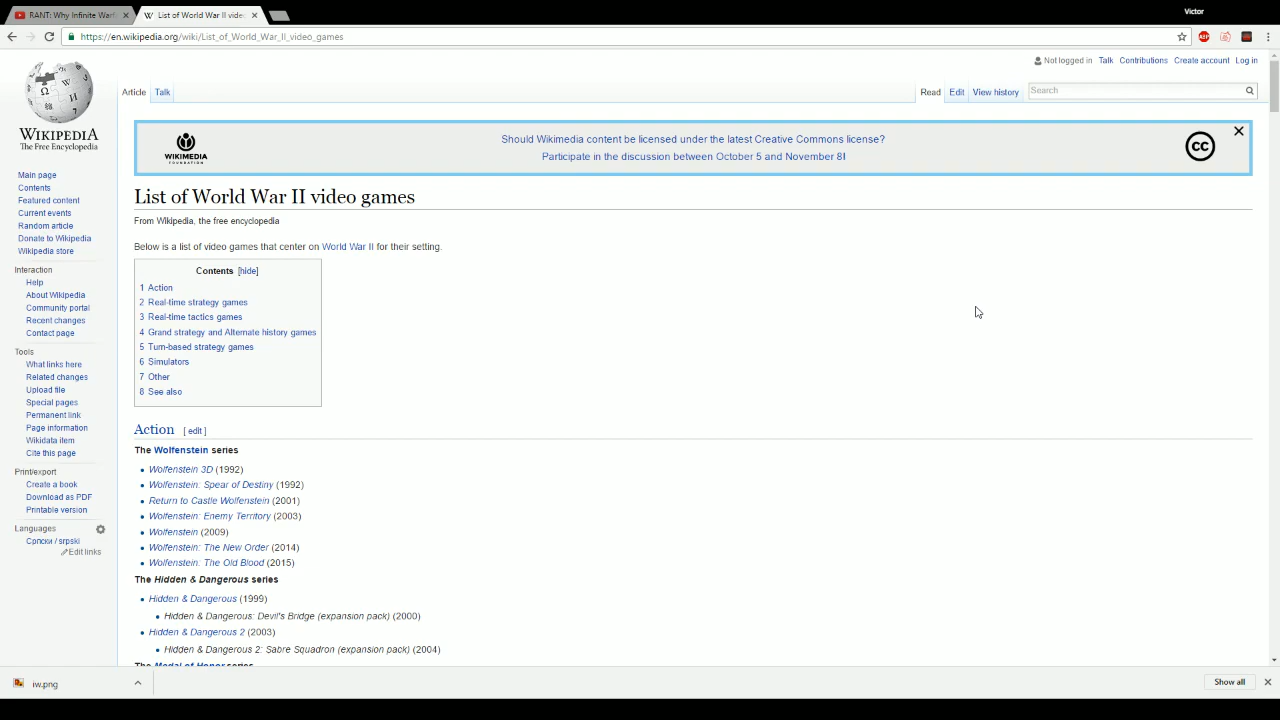 Victor
RANT: Why Infinite War
List of World War II vide
https://en.wikipedia.org/wiki/List_of_World_War_II_video_games
ABP
Not logged in Talk Contributions Create account Log in
Article Talk Read Edit View history Search
WIKIPEDIA
The Free Encyclopedia
Main page
Contents
Featured content
Current events
Random article
Donate to Wikipedia
Wikipedia store
Interaction
Help
About Wikipedia
Community portal
Recent changes
Contact page
Tools
What links here
Related changes
Upload file
Special pages
Permanent link
Page information
Wikidata item
Cite this page
Print/export
Create a book
Download as PDF
Printable version
Languages
Српски / srpski
Edit links
WIKIMEDIA
FOUNDATION
Should Wikimedia content be licensed under the latest Creative Commons license?
Participate in the discussion between October 5 and November 8!
cc
List of World War II video games
From Wikipedia, the free encyclopedia
Below is a list of video games that center on World War II for their setting.
Contents [hide]
1 Action
2 Real-time strategy games
3 Real-time tactics games
4 Grand strategy and Alternate history games
5 Turn-based strategy games
6 Simulators
7 Other
8 See also
Action [ edit ]
The Wolfenstein series
Wolfenstein 3D (1992)
Wolfenstein: Spear of Destiny (1992)
Return to Castle Wolfenstein (2001)
Wolfenstein: Enemy Territory (2003)
Wolfenstein (2009)
Wolfenstein: The New Order (2014)
Wolfenstein: The Old Blood (2015)
The Hidden & Dangerous series
Hidden & Dangerous (1999)
Hidden & Dangerous: Devil's Bridge (expansion pack) (2000)
Hidden & Dangerous 2 (2003)
Hidden & Dangerous 2: Sabre Squadron (expansion pack) (2004)
The Medal of Honor series
iw.png
Show all